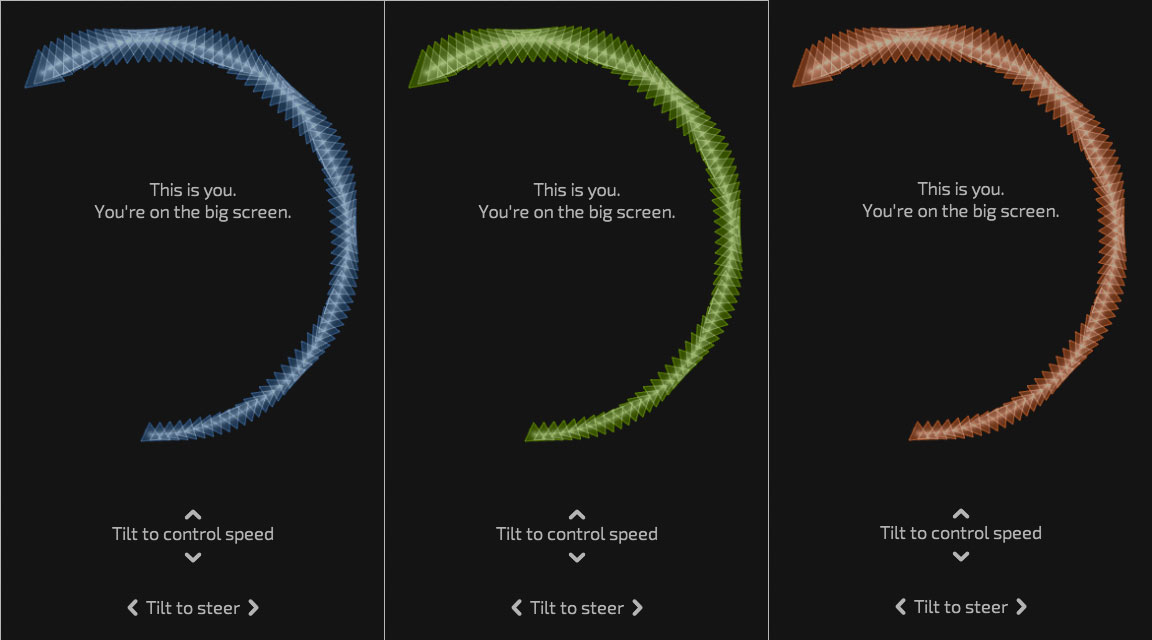 This is you.
You're on the big screen.
Tilt to control speed
Tilt to steer
This is you.
You're on the big screen.
Tilt to control speed
Tilt to steer
This is you.
You're on the big screen.
Tilt to control speed
Tilt to steer